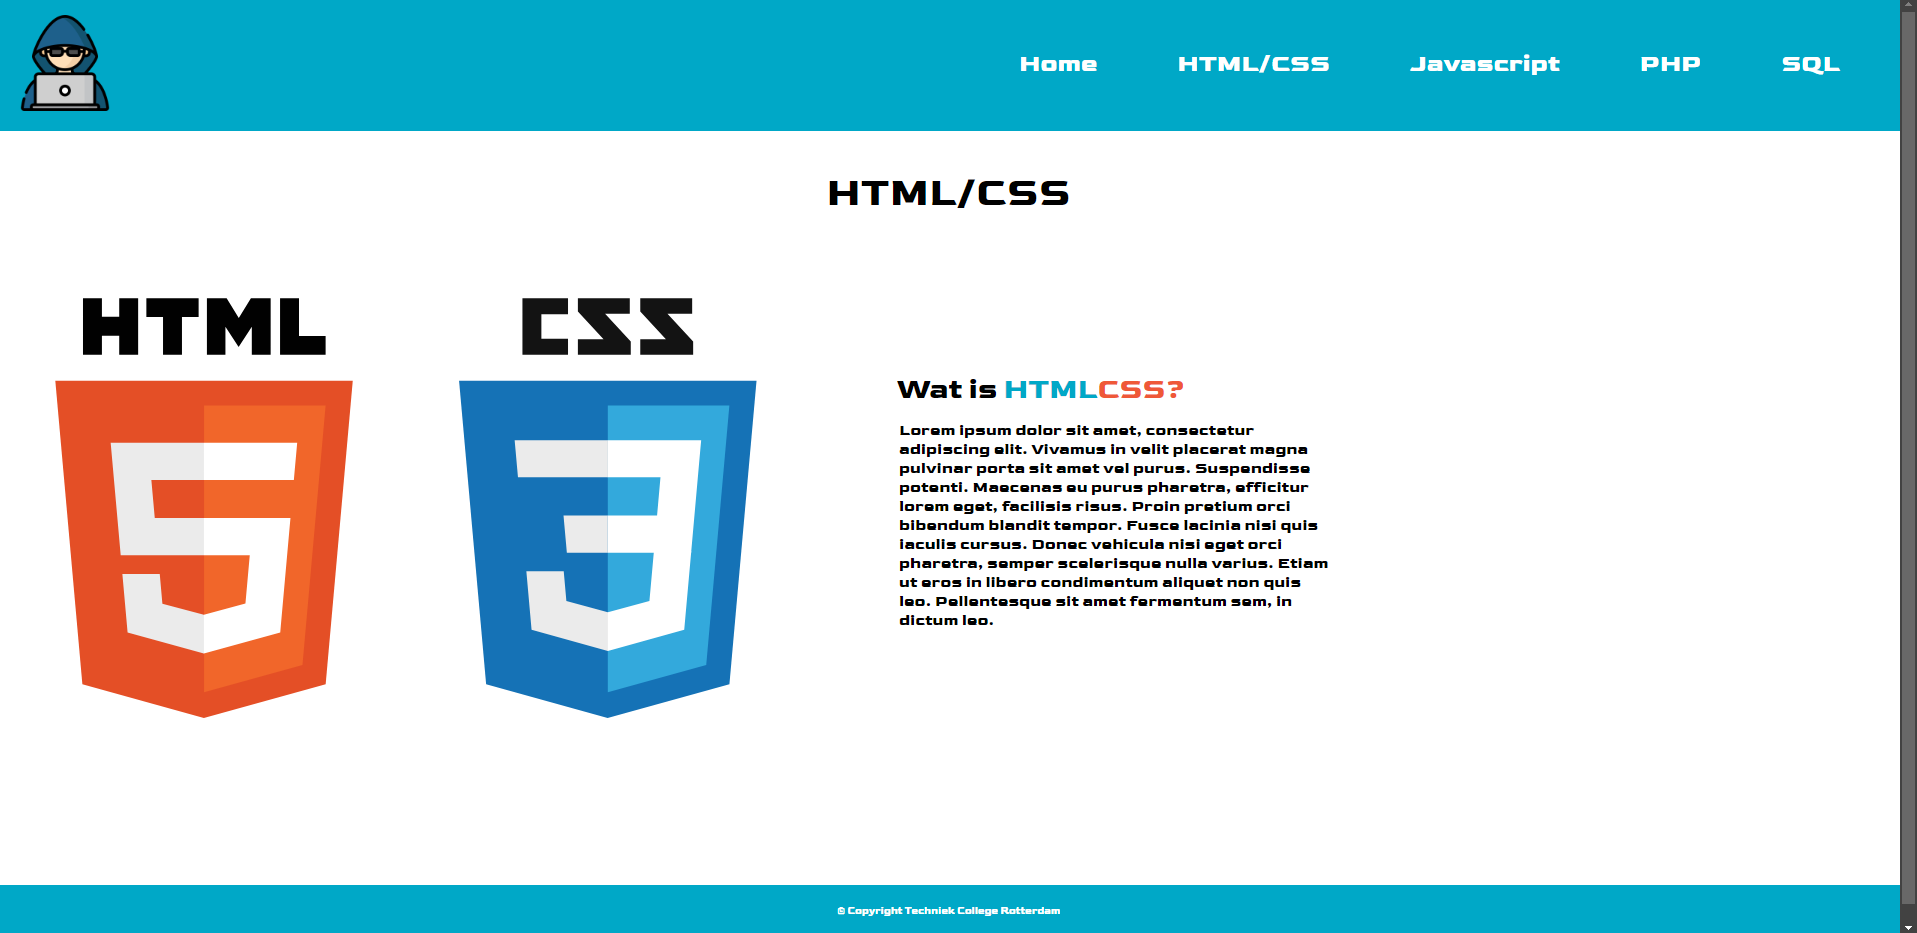 Home HTML/CSS Javascript PHP SQL
HTML/CSS
HTML CSS
Wat is HTMLCSS?
Lorem ipsum dolor sit amet, consectetur
adipiscing elit. Vivamus in velit placerat magna
pulvinar porta sit amet vel purus. Suspendisse
potenti. Maecenas eu purus pharetra, efficitur
lorem eget, facilisis risus. Proin pretium orci
bibendum blandit tempor. Fusce lacinia nisi quis
iaculis cursus. Donec vehicula nisi eget orci
pharetra, semper scelerisque nulla varius. Etiam
ut eros in libero condimentum aliquet non quis
leo. Pellentesque sit amet fermentum sem, in
dictum leo.
© Copyright Techniek College Rotterdam